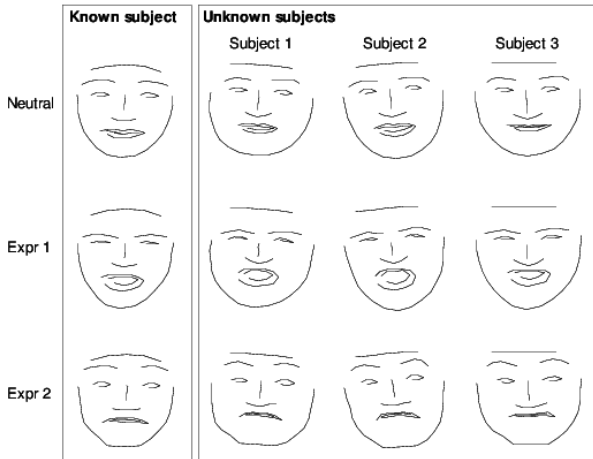 Known subject
Unknown subjects
Subject 1
Subject 2
Subject 3
Neutral
Expr 1
Expr 2